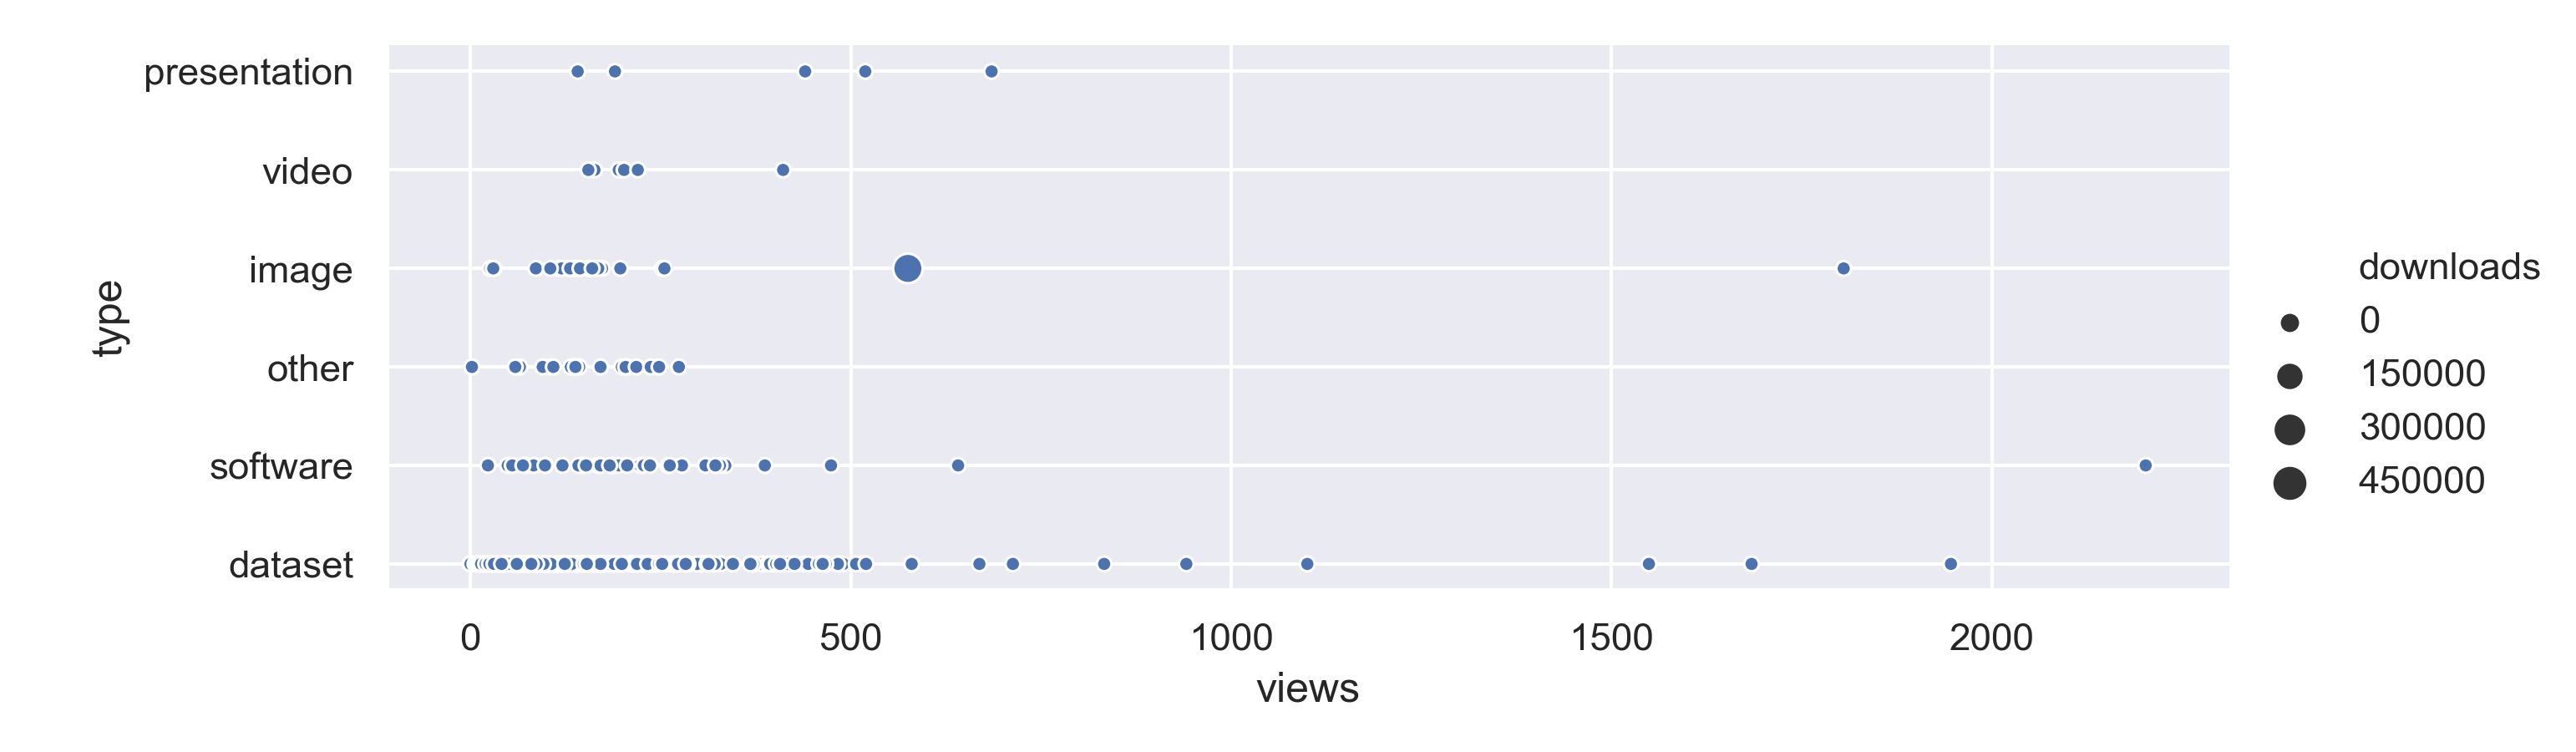 presentation
video
image
other
software
dataset
type
0
500
1000
1500
2000
views
downloads
0
150000
300000
450000